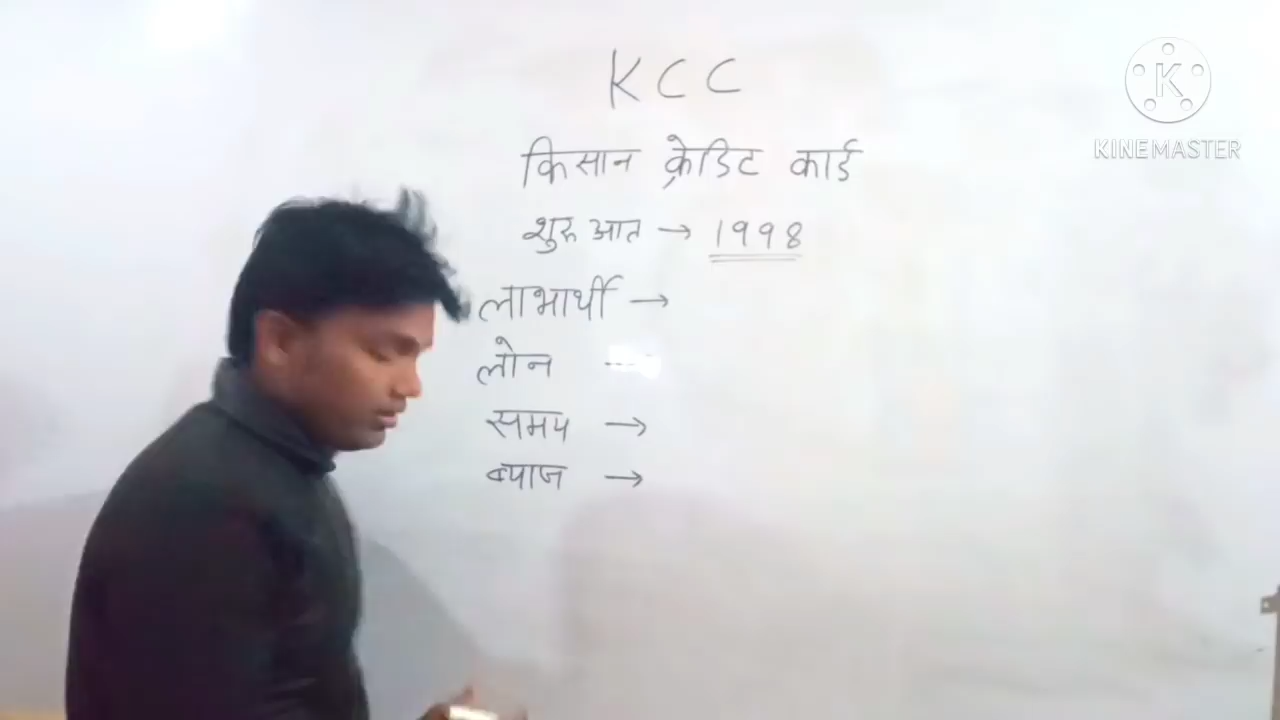 KCC
किसान क्रेडिट कार्ड
शुरुआत → 1998
लाभार्थी →
लोन →
समय →
ब्याज →
K
KINEMASTER